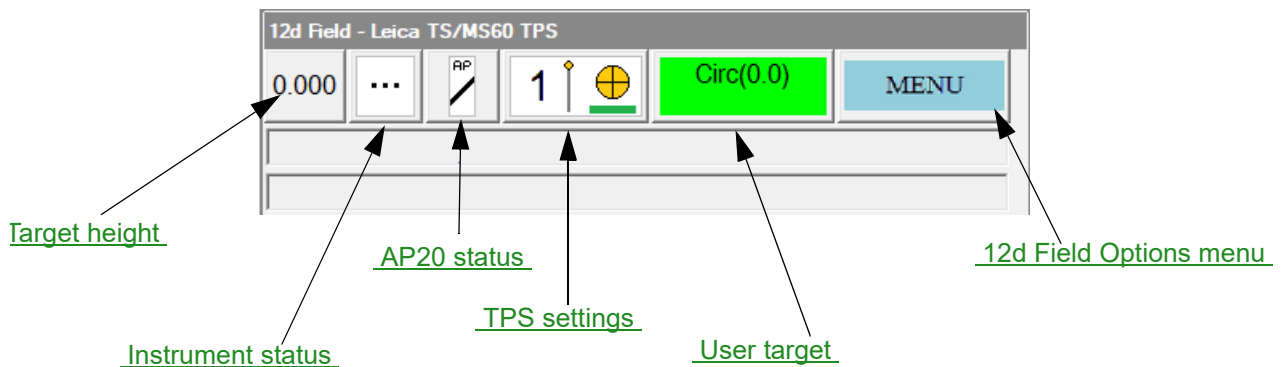 12d Field - Leica TS/MS60 TPS
0.000 ... AP 1 Circ(0.0) MENU
Target height
AP20 status
12d Field Options menu
TPS settings
Instrument status
User target